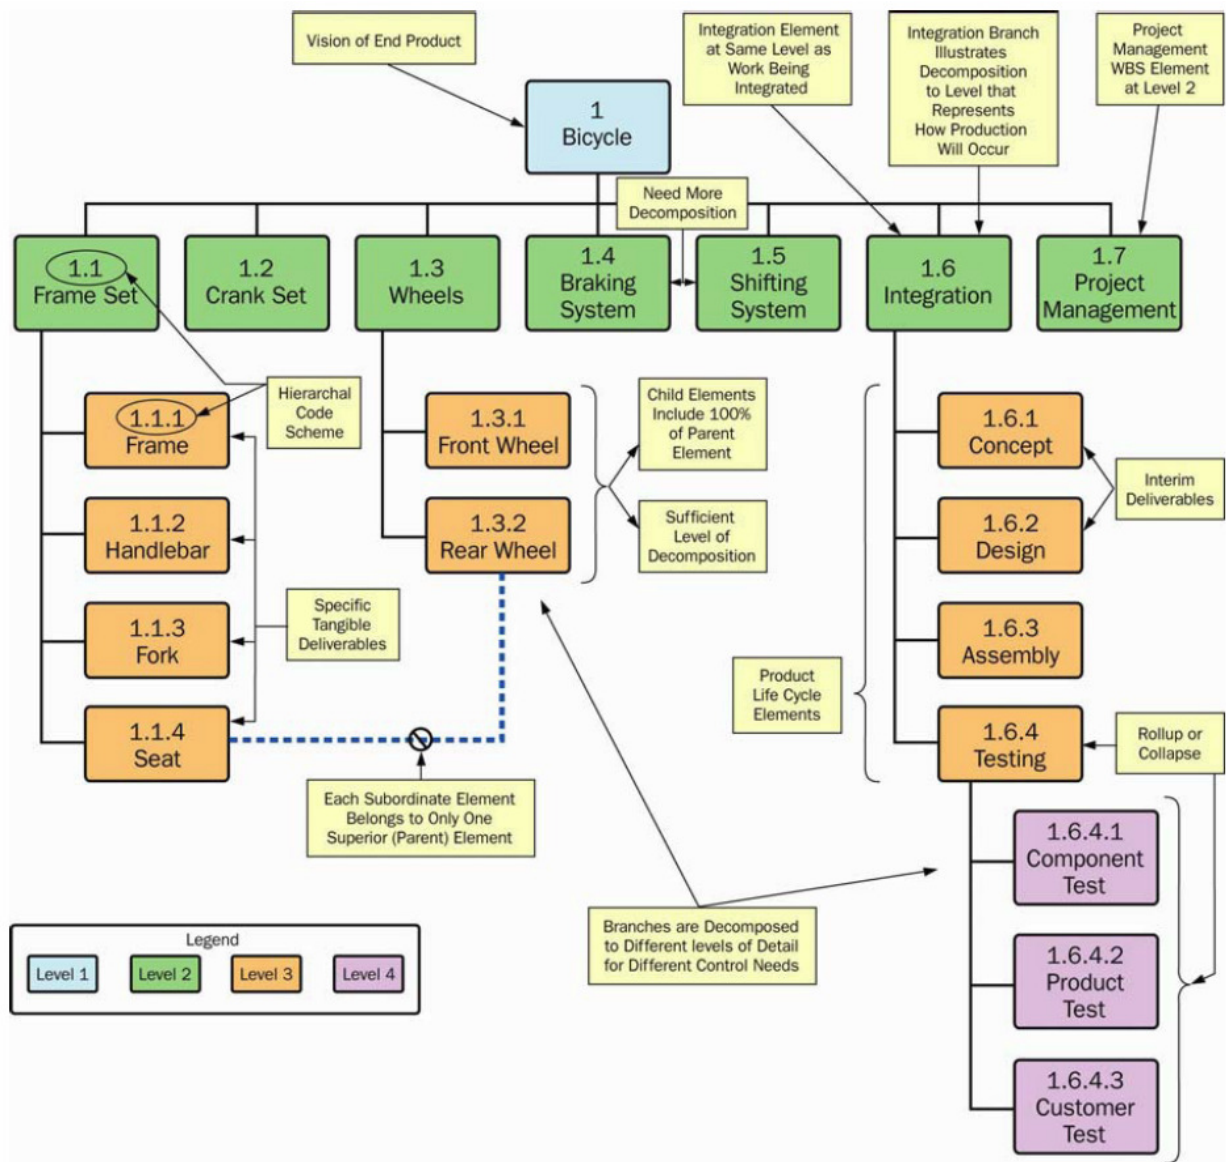 Vision of End Product
Integration Element
at Same Level as
Work Being
Integrated
Integration Branch
Illustrates
Decomposition
to Level that
Represents
How Production
Will Occur
Project
Management
WBS Element
at Level 2
1
Bicycle
Need More
Decomposition
1.1
Frame Set
1.2
Crank Set
1.3
Wheels
1.4
Braking
System
1.5
Shifting
System
1.6
Integration
1.7
Project
Management
Hierarchal
Code
Scheme
1.1.1
Frame
1.1.2
Handlebar
1.1.3
Fork
1.1.4
Seat
Specific
Tangible
Deliverables
1.3.1
Front Wheel
1.3.2
Rear Wheel
Child Elements
Include 100%
of Parent
Element
Sufficient
Level of
Decomposition
Each Subordinate Element
Belongs to Only One
Superior (Parent) Element
Product
Life Cycle
Elements
1.6.1
Concept
1.6.2
Design
1.6.3
Assembly
1.6.4
Testing
Interim
Deliverables
Rollup or
Collapse
1.6.4.1
Component
Test
1.6.4.2
Product
Test
1.6.4.3
Customer
Test
Branches are Decomposed
to Different levels of Detail
for Different Control Needs
Legend
Level 1
Level 2
Level 3
Level 4